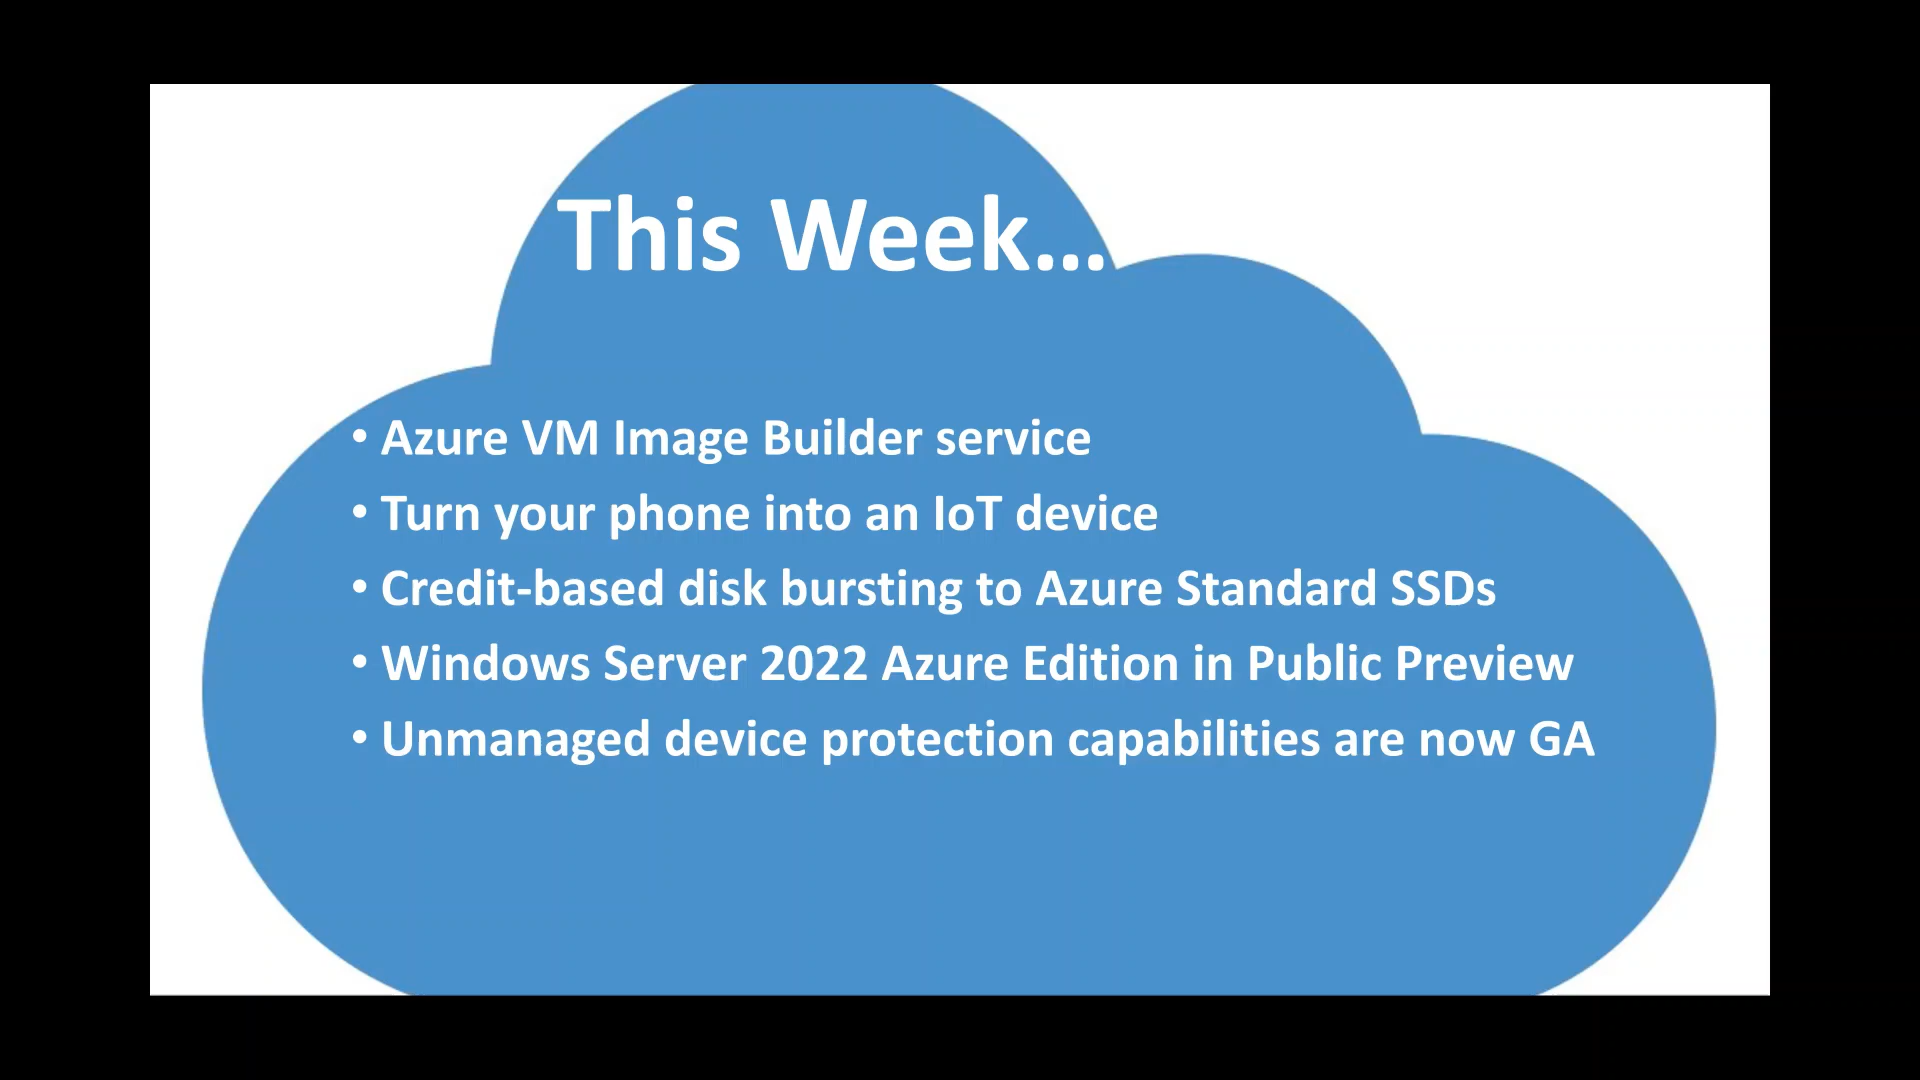 This Week...
• Azure VM Image Builder service
• Turn your phone into an IoT device
• Credit-based disk bursting to Azure Standard SSDs
• Windows Server 2022 Azure Edition in Public Preview
• Unmanaged device protection capabilities are now GA